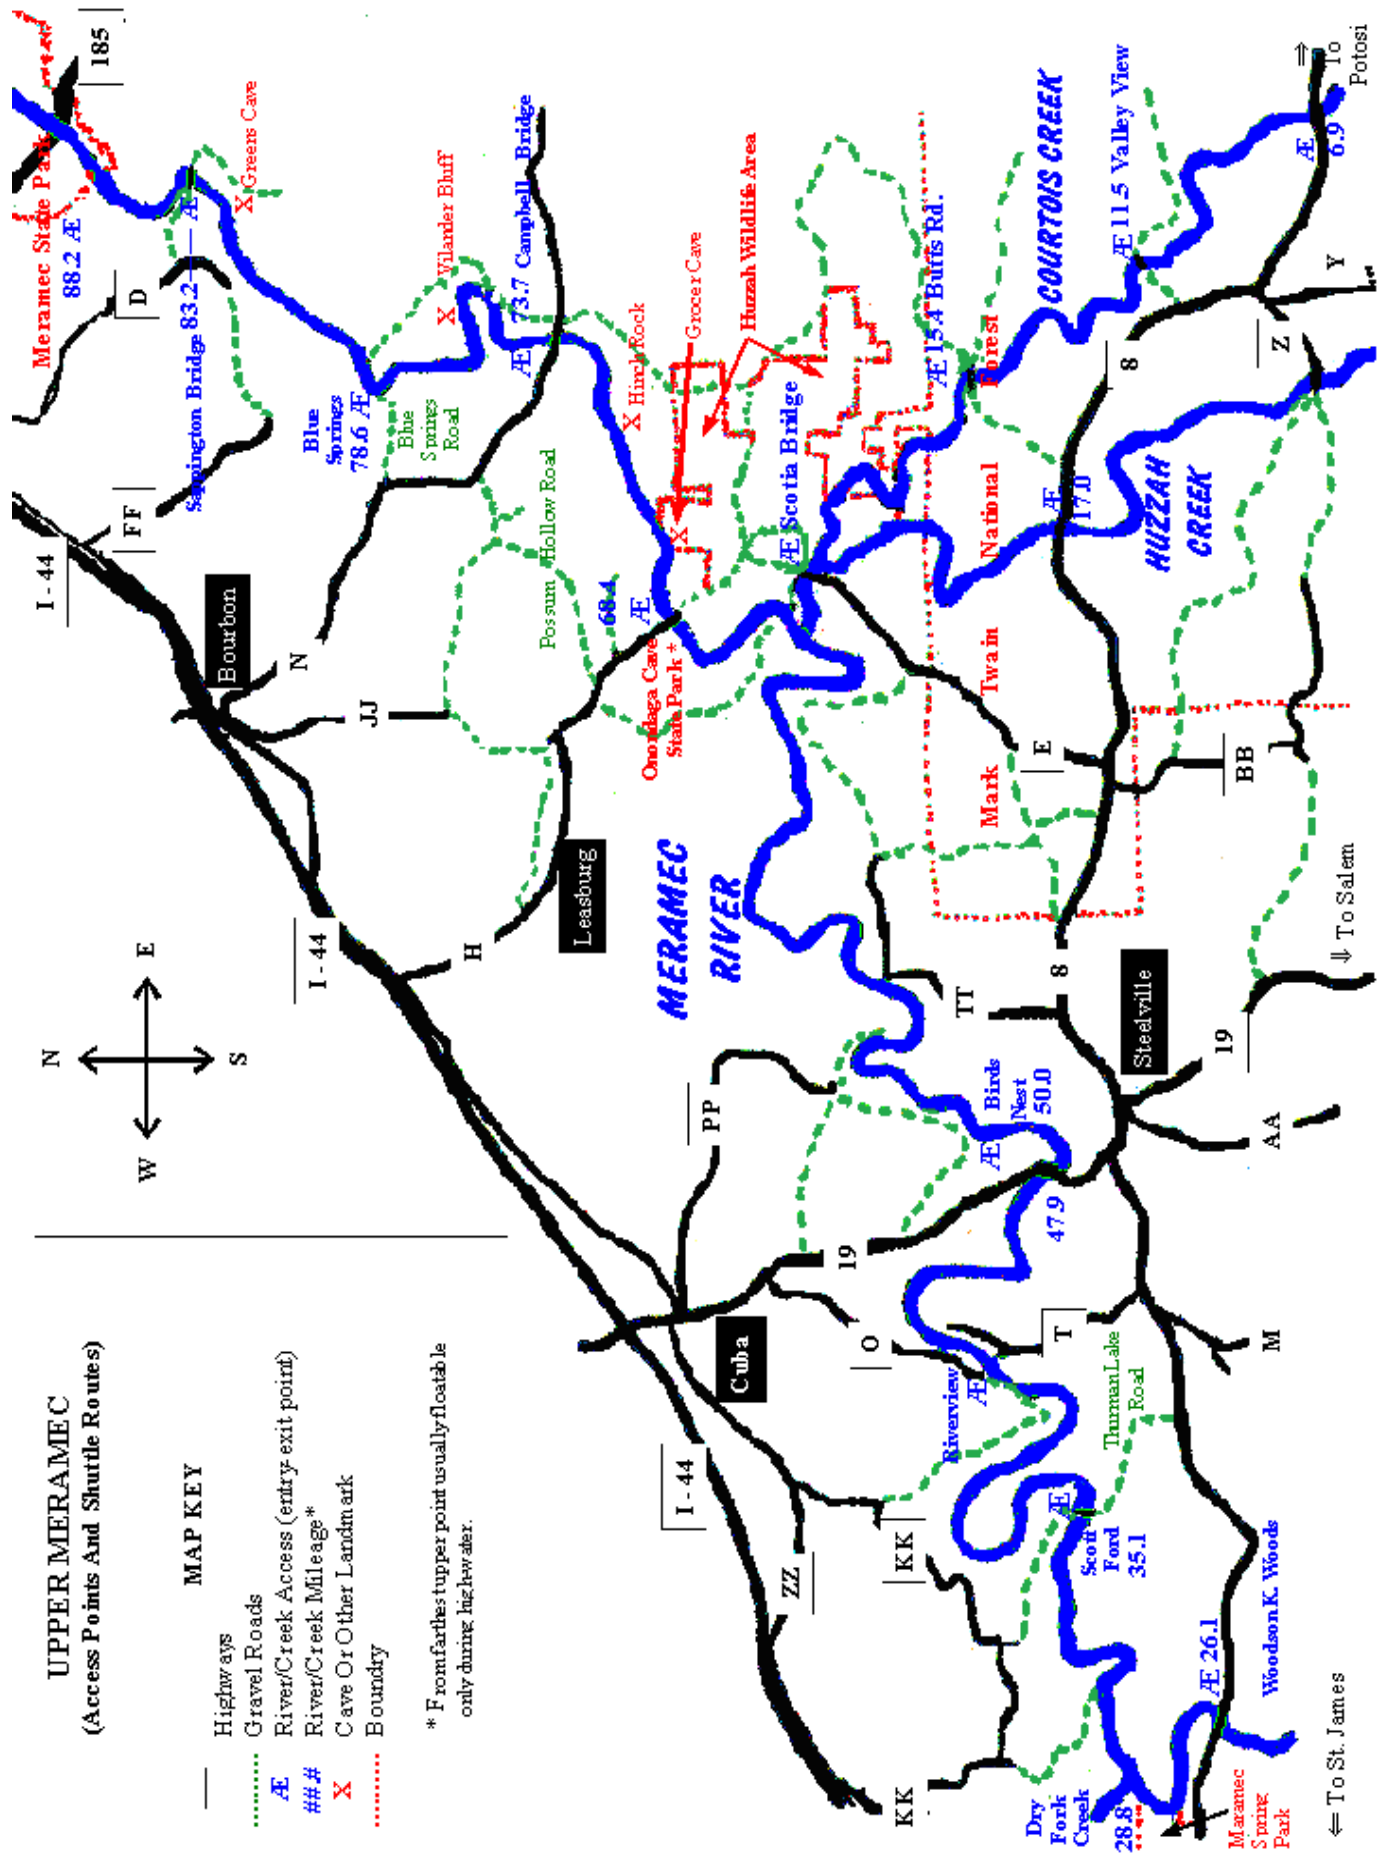 UPPER MERAMEC
(Access Points And Shuttle Routes)
MAP KEY
Highways
Gravel Roads
Æ River/Creek Access (entry-exit point)
##.# River/Creek Mileage*
X Cave Or Other Landmark
Boundry
* From farthest upper point usually floatable
only during highwater.
N
W
E
S
I-44
I-44
I-44
185
Meramec State Park
88.2 Æ
D
Sappington Bridge 83.2
Æ
X Greens Cave
FF
Bourbon
N
JJ
Blue
Springs
78.6 Æ
Blue
Springs
Road
X Vilander Bluff
Æ 73.7 Campbell Bridge
Possum Hollow Road
X Hirch Rock
Grocer Cave
X
Huzzah Wildlife Area
68.4
Æ
Onondaga Cave
State Park *
Leasburg
H
MERAMEC
RIVER
Æ Scotia Bridge
Æ 15.4 Butts Rd.
COURTOIS CREEK
Æ 11.5 Valley View
Æ
6.9
⇒
To
Potosi
Mark Twain National Forest
Æ
17.0
HUZZAH
CREEK
8
Z
Y
E
BB
8
TT
Steelville
19
⇓ To Salem
AA
PP
Birds
Nest
50.0
Æ
47.9
19
Cuba
O
T
M
Riverview
Æ
Thurman Lake
Road
ZZ
KK
Æ
Scott
Ford
35.1
KK
Dry
Fork
Creek
28.8
Æ 26.1
Woodson K. Woods
Maramec
Spring
Park
⇐ To St. James